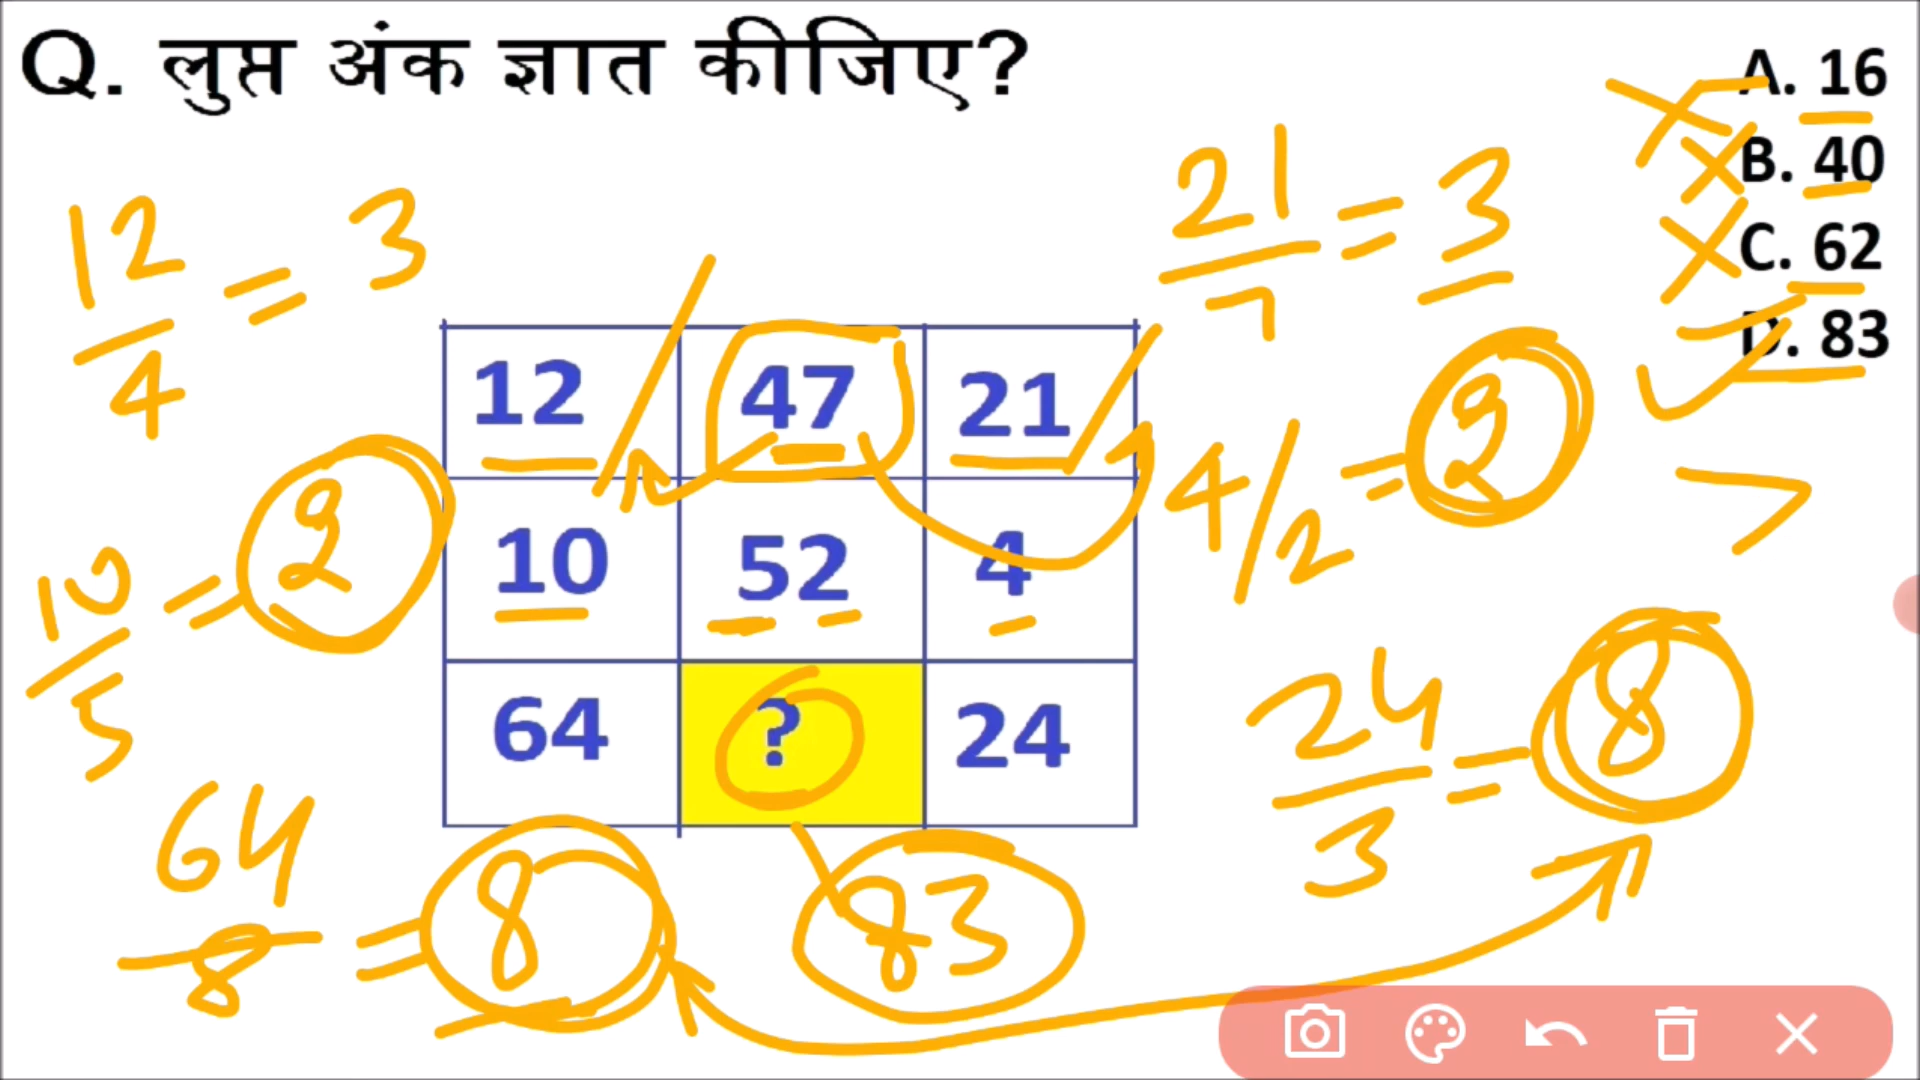 Q. लुप्त अंक ज्ञात कीजिए?
A. 16
B. 40
C. 62
D. 83
12/4 = 3
21/7 = 3
12 47 21
10 52 4
64 ? 24
10/5 = 2
4/2 = 2
64/8 = 8
24/3 = 8
83